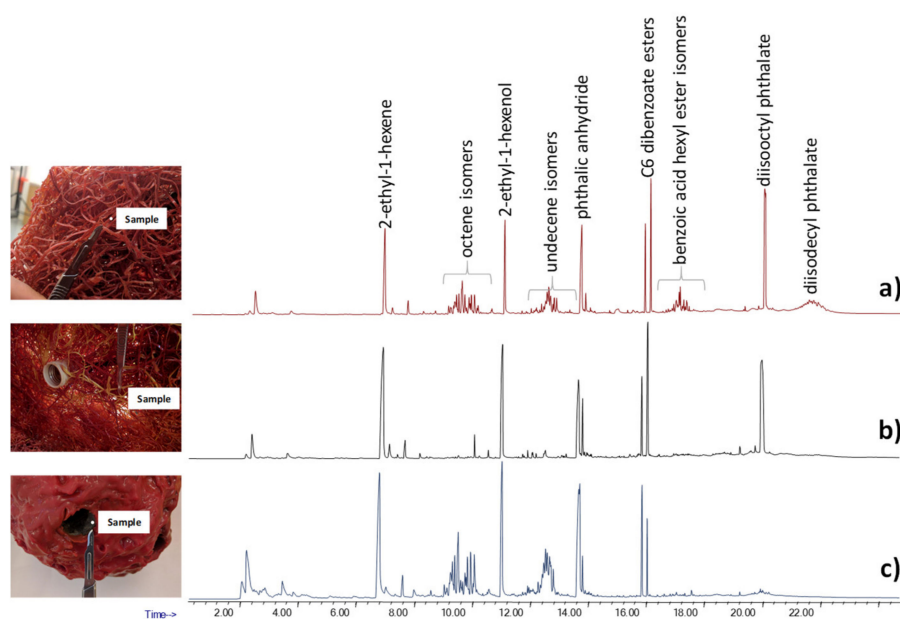 2-ethyl-1-hexene
octene isomers
2-ethyl-1-hexenol
undecene isomers
phthalic anhydride
C6 dibenzoate esters
benzoic acid hexyl ester isomers
diisooctyl phthalate
diisodecyl phthalate
Sample
a)
Sample
b)
Sample
c)
Time-->
2.00 4.00 6.00 8.00 10.00 12.00 14.00 16.00 18.00 20.00 22.00